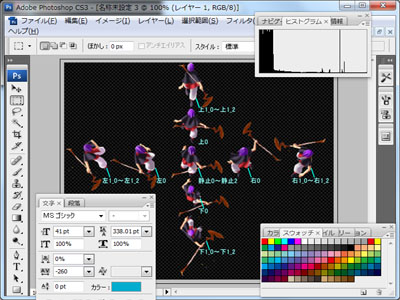 Adobe Photoshop CS3 - [名称未設定 3 @ 100% (レイヤー 1, RGB/8)]
ファイル(F) 編集(E) イメージ(I) レイヤー(L) 選択範囲(S) フィルタ(
ぼかし: 0 px アンチエイリアス スタイル: 標準
ナビゲ ヒストグラム × 情報
Ps
上1_0～上1_2
上0
左1_0～左1_2 左0 静止0～静止2 右0 右1_0～右1_2
下0
下1_0～下1_2
文字 × 段落
MS ゴシック -
41 pt 338.01 pt
100% 100%
0%
-260
0 pt カラー:
カラ スウォッチ × イル リー ション